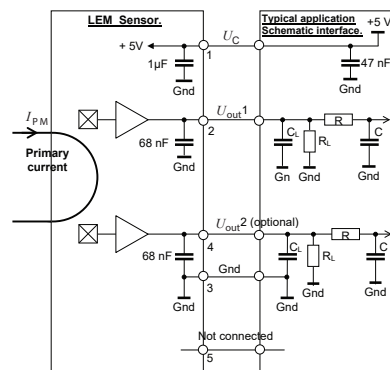 LEM Sensor.
Typical application
Schematic interface.
+5 V
+ 5V
U_C
1
1µF
47 nF
Gnd
Gnd
I_PM
U_out1
2
R
68 nF
C_L
R_L
C
Gnd
Gn
Gnd
Gnd
Primary
current
U_out2 (optional)
4
R
68 nF
C_L
R_L
C
Gnd
3
Gnd
Gnd
Gnd
Gnd
Not connected
5